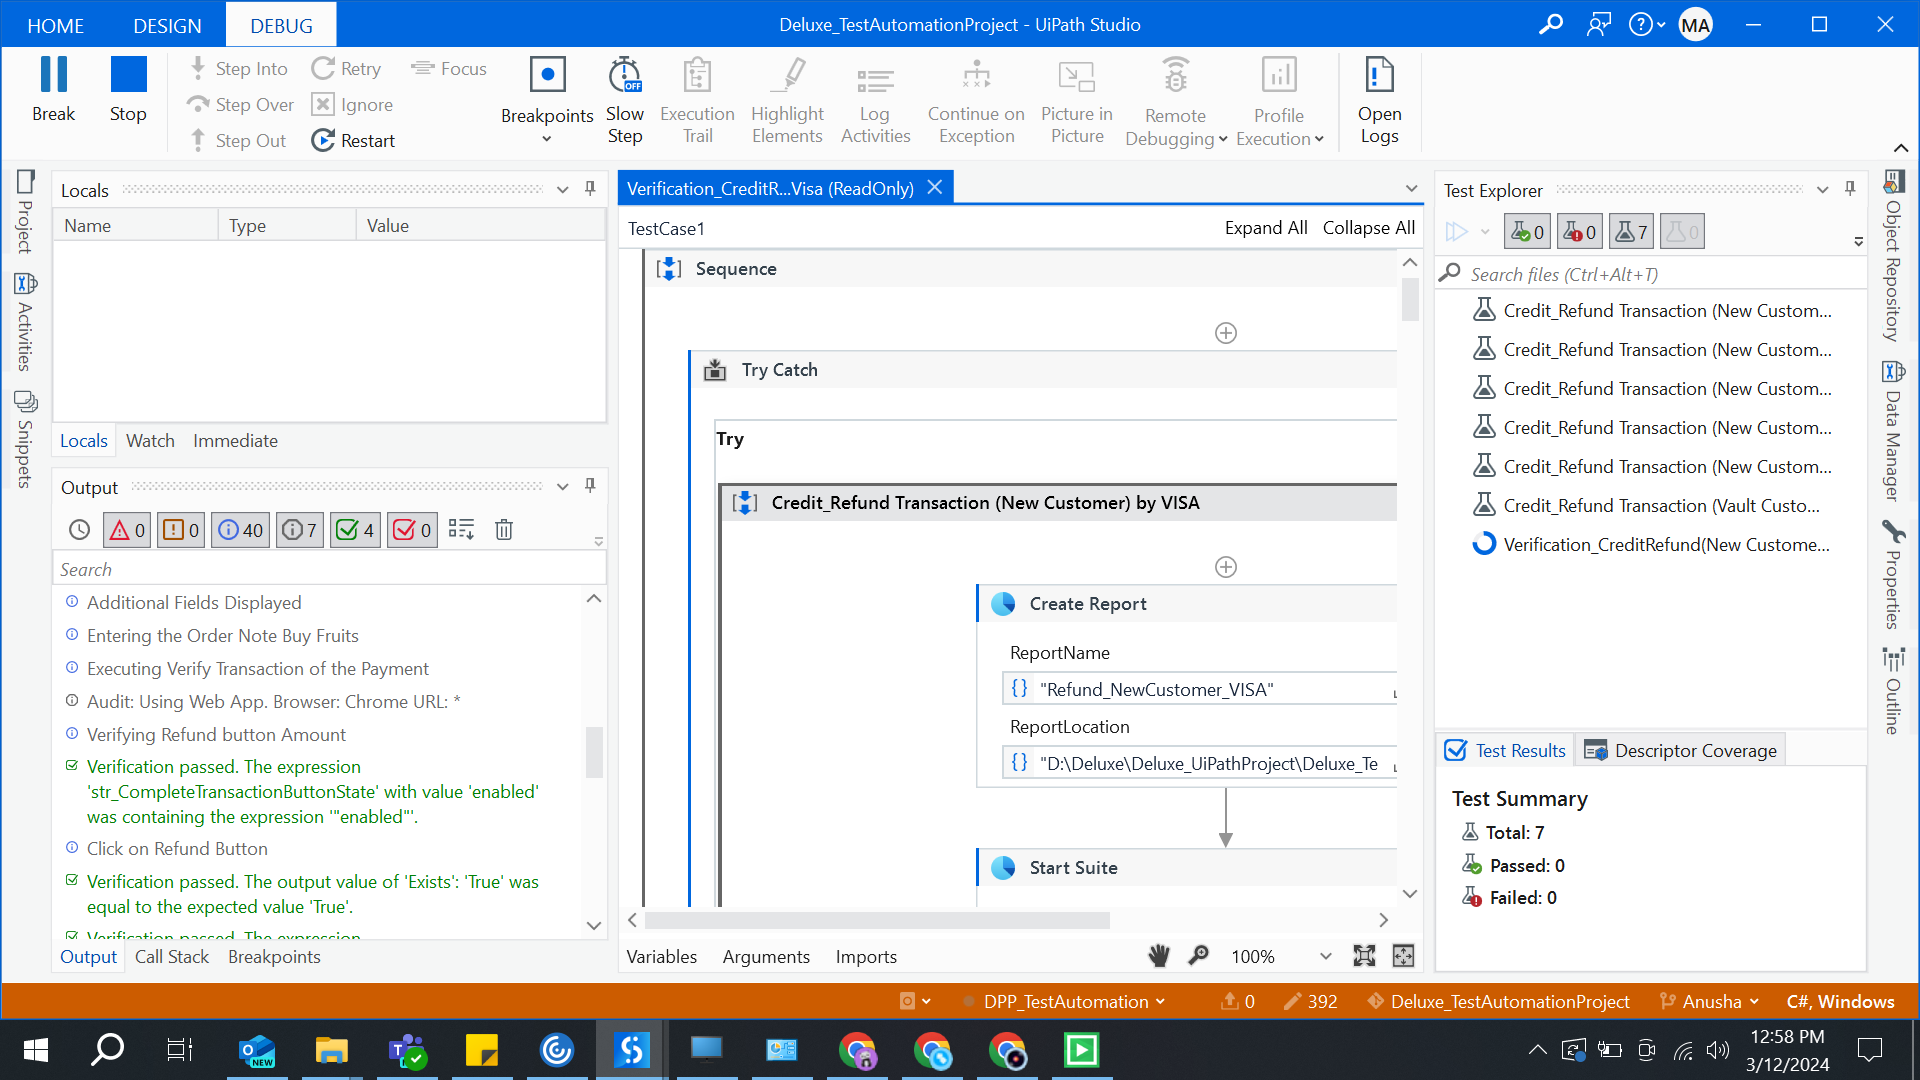 HOME DESIGN DEBUG
Deluxe_TestAutomationProject - UiPath Studio
MA
Break
Stop
Step Into
Step Over
Step Out
Retry
Ignore
Restart
Focus
Breakpoints
Slow Step
OFF
Execution Trail
Highlight Elements
Log Activities
Continue on Exception
Picture in Picture
Remote Debugging
Profile Execution
Open Logs
Project
Activities
Snippets
Locals
Name Type Value
Locals Watch Immediate
Output
0 0 40 7 4 0
Search
Additional Fields Displayed
Entering the Order Note Buy Fruits
Executing Verify Transaction of the Payment
Audit: Using Web App. Browser: Chrome URL: *
Verifying Refund button Amount
Verification passed. The expression
'str_CompleteTransactionButtonState' with value 'enabled'
was containing the expression '"enabled"'.
Click on Refund Button
Verification passed. The output value of 'Exists': 'True' was
equal to the expected value 'True'.
Verification passed. The expression
Output Call Stack Breakpoints
Verification_CreditR...Visa (ReadOnly)
TestCase1
Expand All Collapse All
Sequence
Try Catch
Try
Credit_Refund Transaction (New Customer) by VISA
Create Report
ReportName
{} "Refund_NewCustomer_VISA"
ReportLocation
{} "D:\Deluxe\Deluxe_UiPathProject\Deluxe_Te
Start Suite
Variables Arguments Imports
100%
Test Explorer
0 0 7 0
Search files (Ctrl+Alt+T)
Credit_Refund Transaction (New Custom...
Credit_Refund Transaction (New Custom...
Credit_Refund Transaction (New Custom...
Credit_Refund Transaction (New Custom...
Credit_Refund Transaction (New Custom...
Credit_Refund Transaction (Vault Custo...
Verification_CreditRefund(New Custome...
Test Results
Descriptor Coverage
Test Summary
Total: 7
Passed: 0
Failed: 0
Object Repository
Data Manager
Properties
Outline
DPP_TestAutomation
0
392
Deluxe_TestAutomationProject
Anusha
C#, Windows
NEW
12:58 PM
3/12/2024